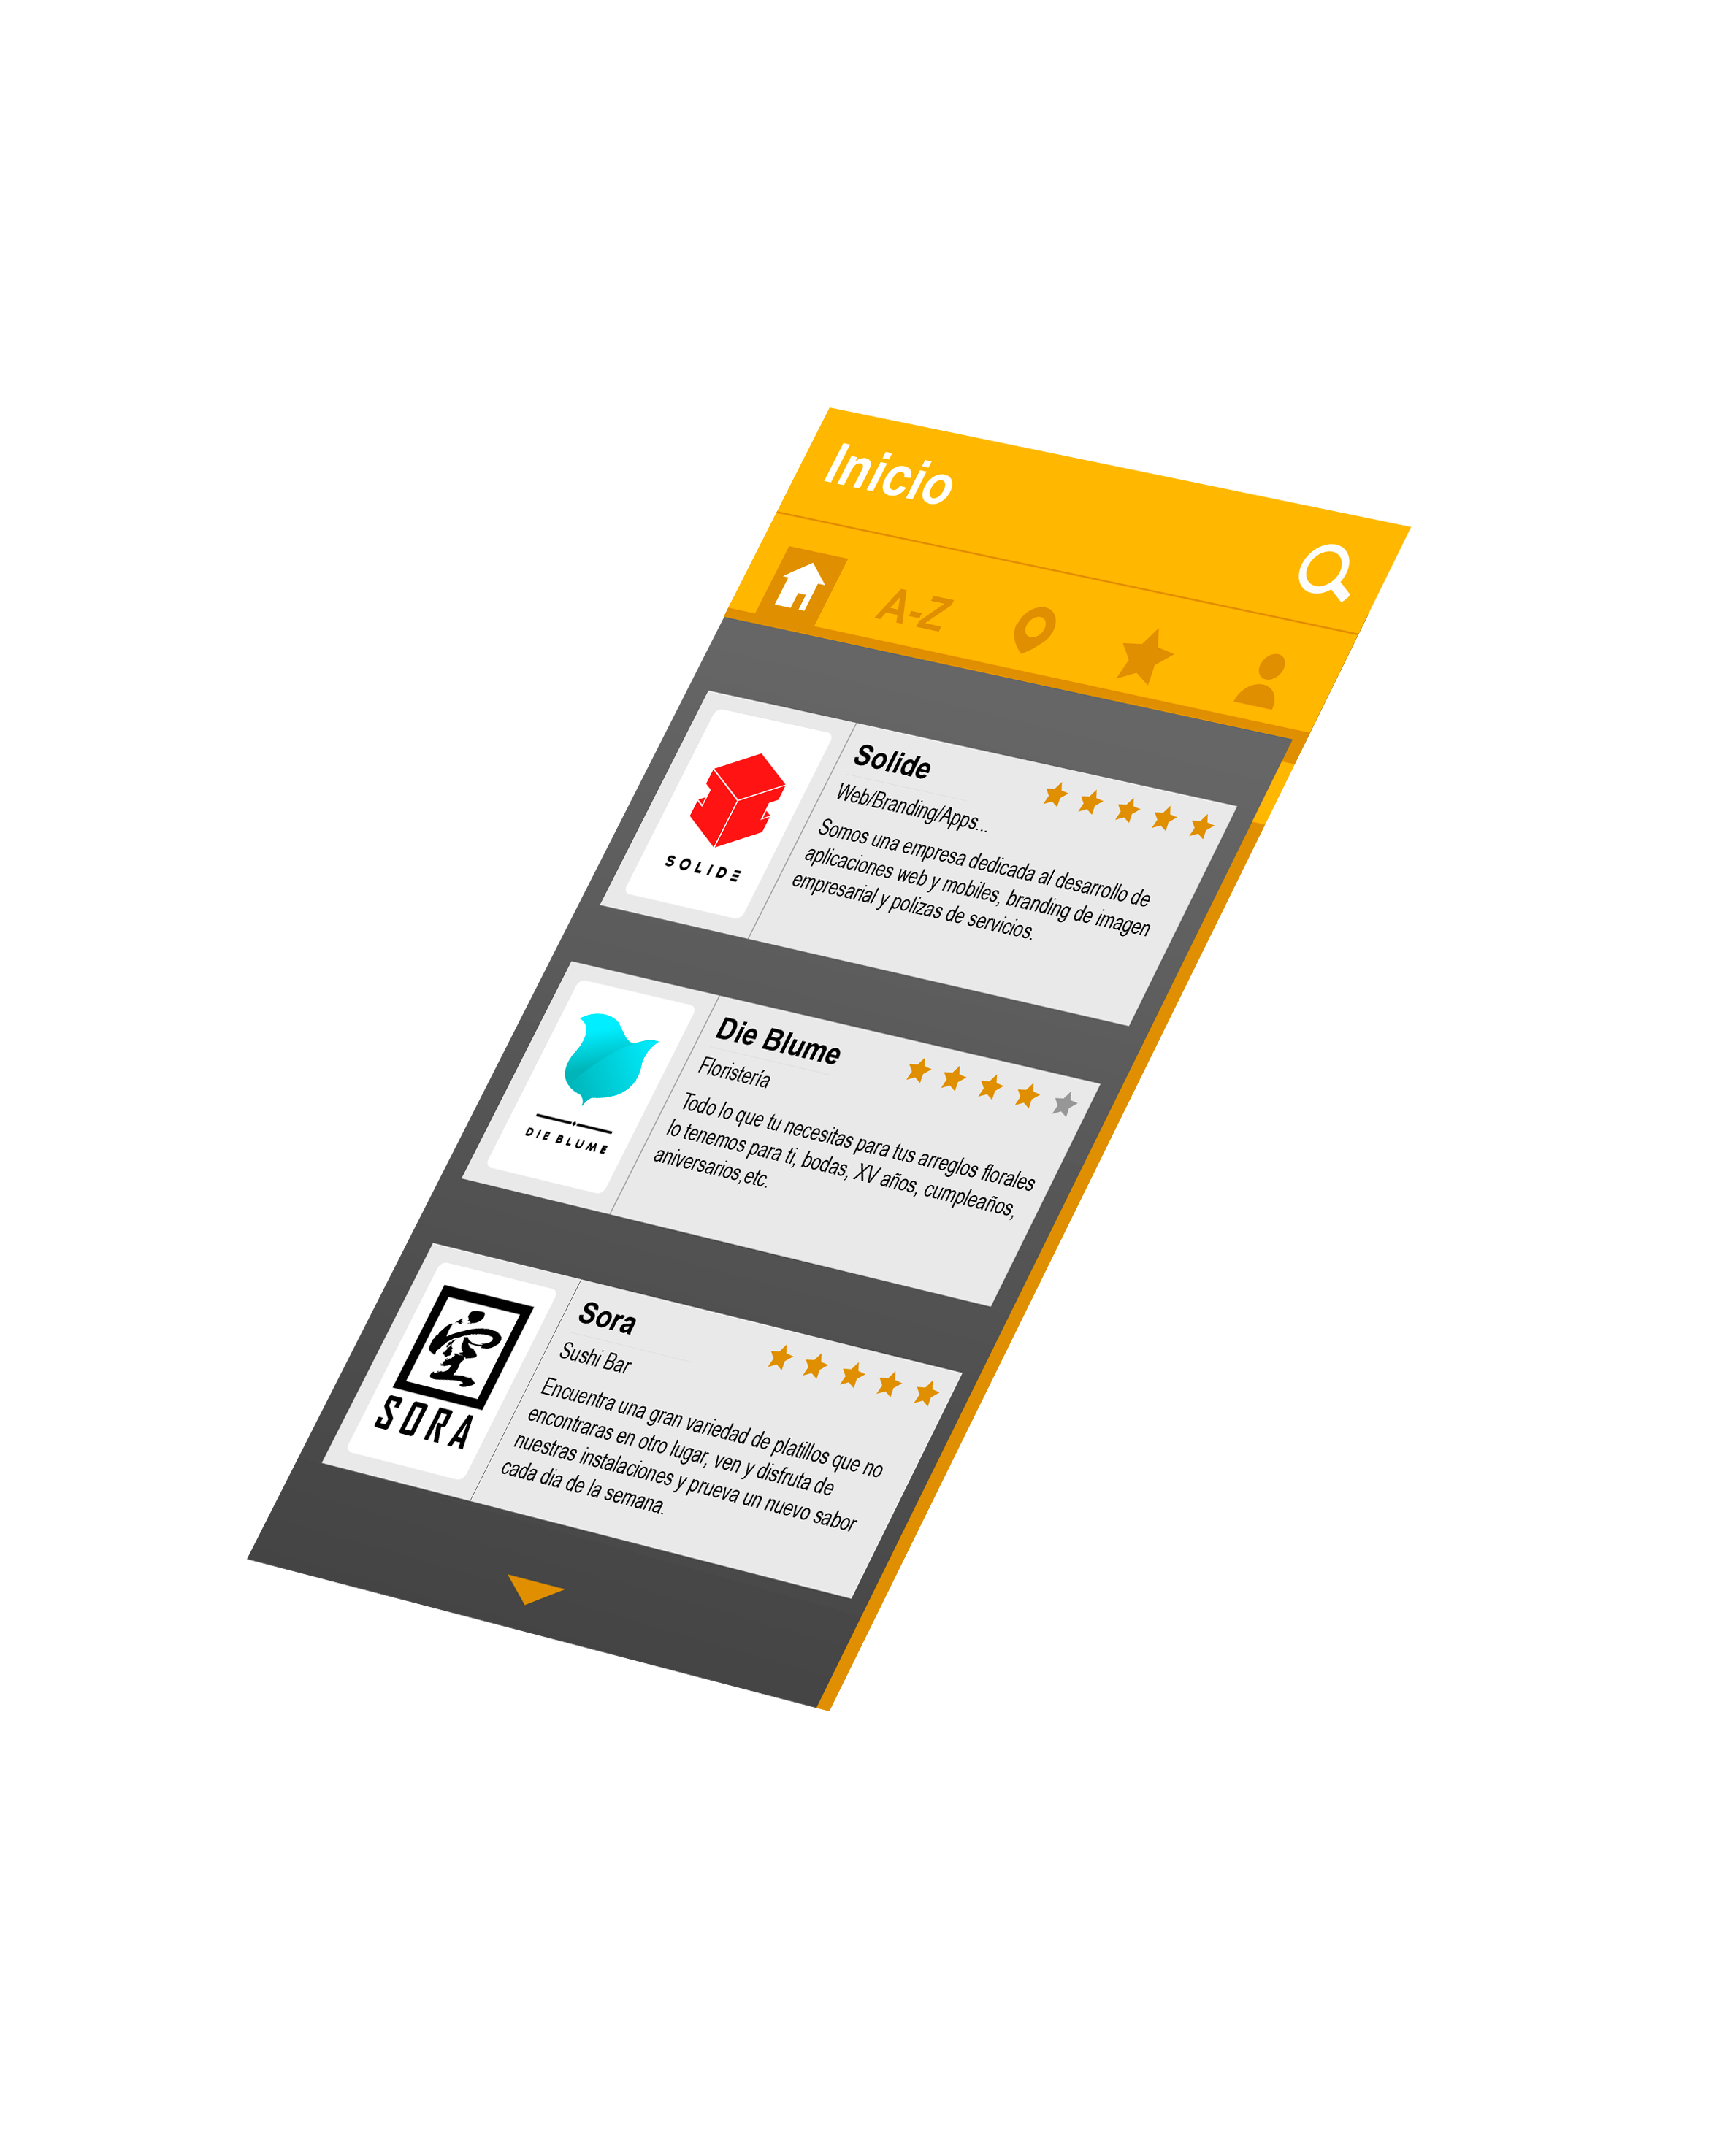 Inicio
A-Z
SOLIDE
Solide
Web/Branding/Apps...
Somos una empresa dedicada al desarrollo de
aplicaciones web y mobiles, branding de imagen
empresarial y polizas de servicios.
DIE BLUME
Die Blume
Floristería
Todo lo que tu necesitas para tus arreglos florales
lo tenemos para ti, bodas, XV años, cumpleaños,
aniversarios,etc.
空
SORA
Sora
Sushi Bar
Encuentra una gran variedad de platillos que no
encontraras en otro lugar, ven y disfruta de
nuestras instalaciones y prueva un nuevo sabor
cada dia de la semana.